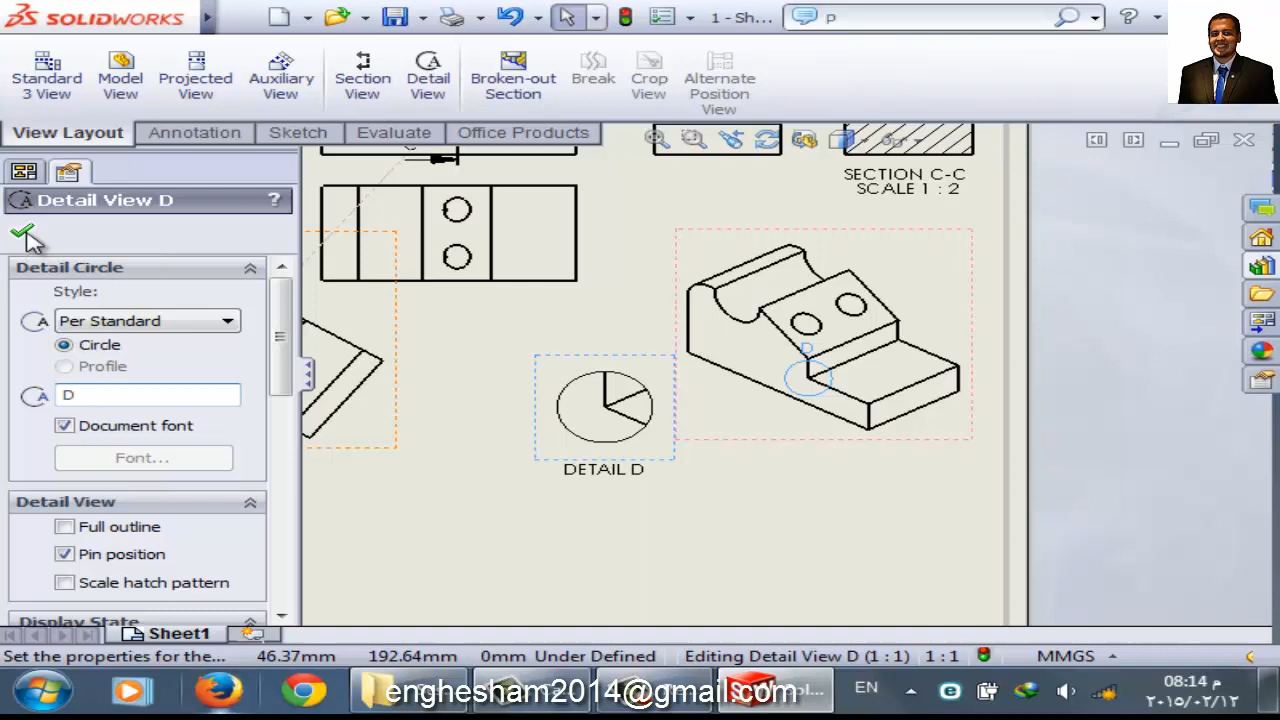 SOLIDWORKS
1 - Sh...
p
Standard 3 View
Model View
Projected View
Auxiliary View
Section View
Detail View
Broken-out Section
Break
Crop View
Alternate Position View
View Layout
Annotation
Sketch
Evaluate
Office Products
Detail View D
?
Detail Circle
Style:
Per Standard
Circle
Profile
D
Document font
Font...
Detail View
Full outline
Pin position
Scale hatch pattern
Display State
SECTION C-C
SCALE 1 : 2
D
DETAIL D
Sheet1
Set the properties for the...
46.37mm
192.64mm
0mm
Under Defined
Editing Detail View D (1 : 1)
1 : 1
MMGS
enghesham2014@gmail.com
EN
08:14 م
٢٠١٥/٠٢/١٢